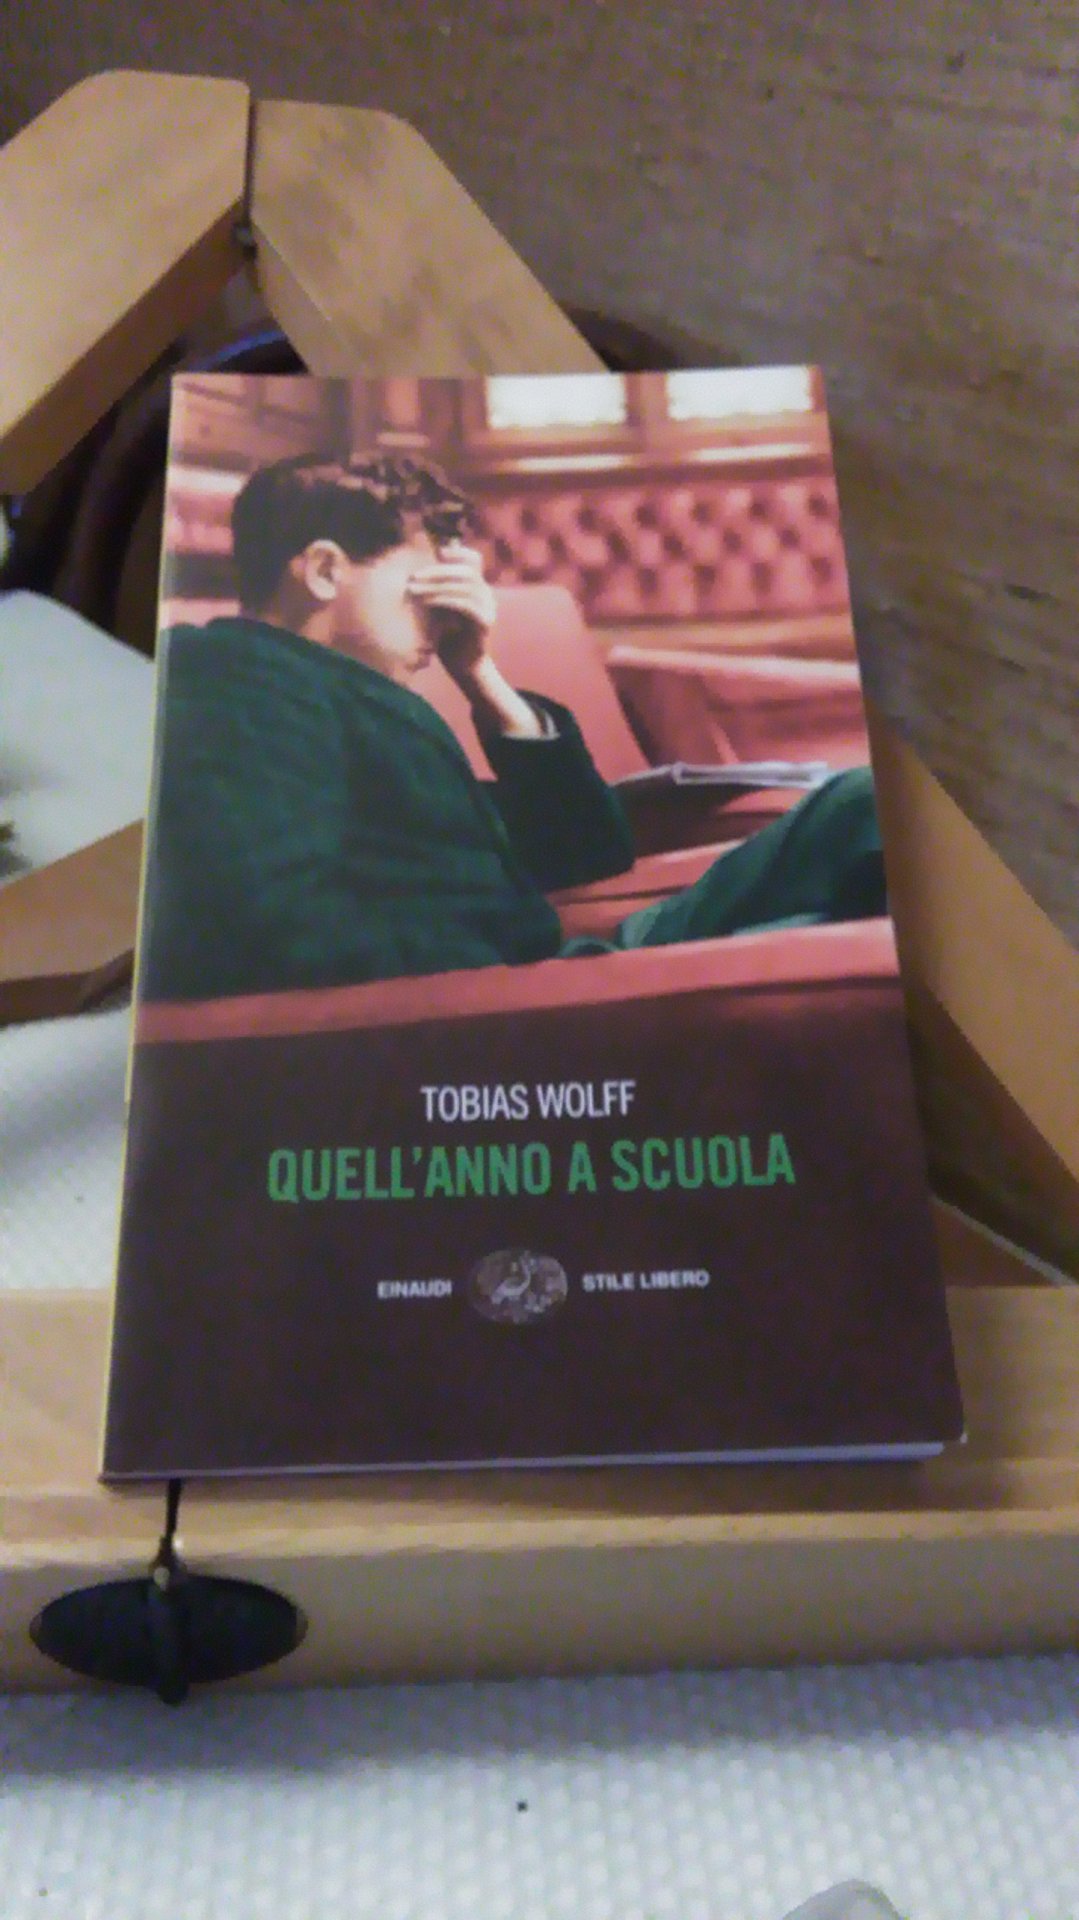 TOBIAS WOLFF
QUELL'ANNO A SCUOLA
EINAUDI STILE LIBERO